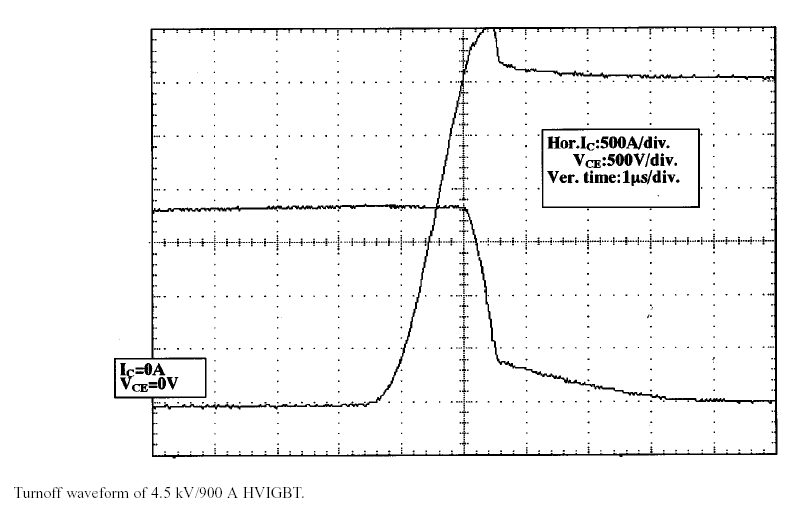 Hor.IC:500A/div.
VCE:500V/div.
Ver. time:1μs/div.
IC=0A
VCE=0V
Turnoff waveform of 4.5 kV/900 A HVIGBT.